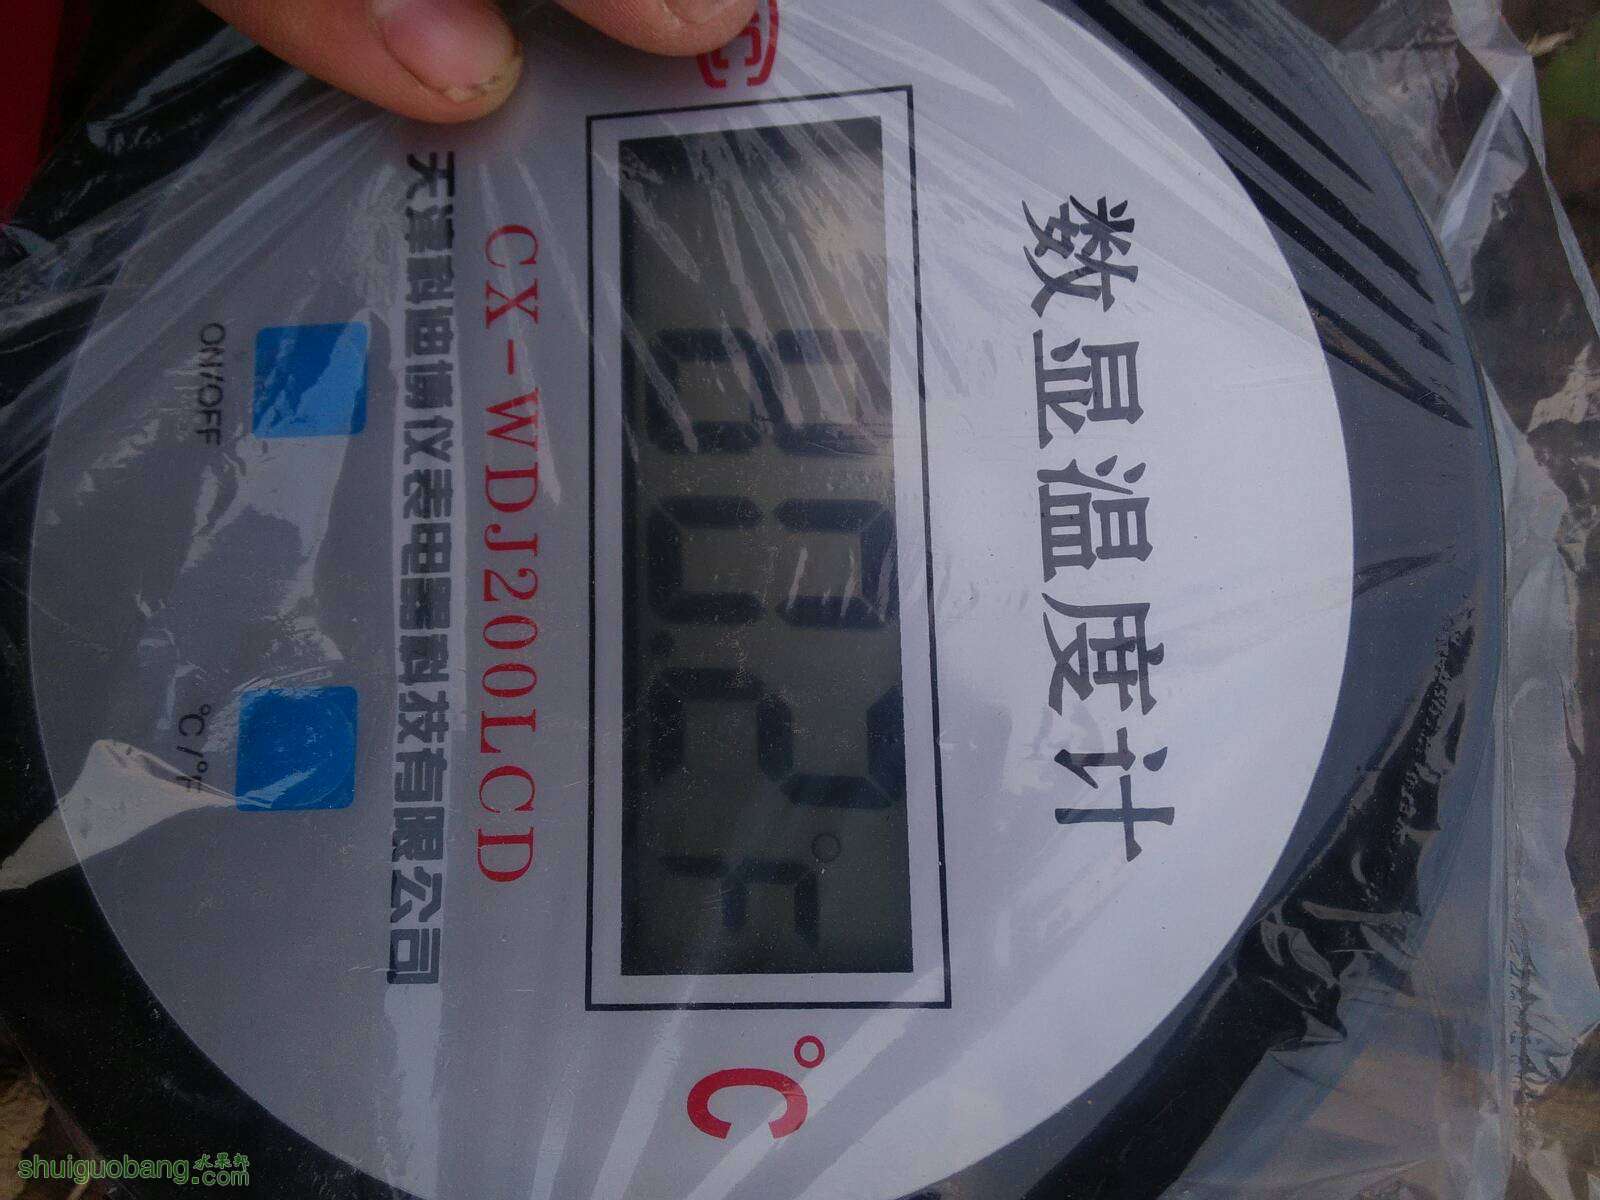 数显温度计
80.2 °F
°C
CX-WDJ200LCD
天津科迪博仪表电器科技有限公司
ON/OFF
°C/°F
shuiguobang.com
水果邦